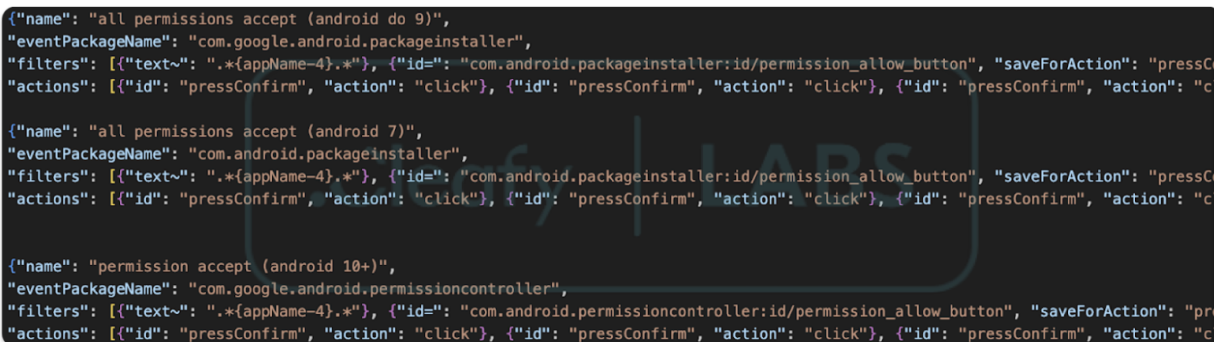 {"name": "all permissions accept (android do 9)",
"eventPackageName": "com.google.android.packageinstaller",
"filters": [{"text~": ".*{appName-4}.*"}, {"id=": "com.android.packageinstaller:id/permission_allow_button", "saveForAction": "pressC
"actions": [{"id": "pressConfirm", "action": "click"}, {"id": "pressConfirm", "action": "click"}, {"id": "pressConfirm", "action": "c
{"name": "all permissions accept (android 7)",
"eventPackageName": "com.android.packageinstaller",
"filters": [{"text~": ".*{appName-4}.*"}, {"id=": "com.android.packageinstaller:id/permission_allow_button", "saveForAction": "pressC
"actions": [{"id": "pressConfirm", "action": "click"}, {"id": "pressConfirm", "action": "click"}, {"id": "pressConfirm", "action": "c
{"name": "permission accept (android 10+)",
"eventPackageName": "com.google.android.permissioncontroller",
"filters": [{"text~": ".*{appName-4}.*"}, {"id=": "com.android.permissioncontroller:id/permission_allow_button", "saveForAction": "pr
"actions": [{"id": "pressConfirm", "action": "click"}, {"id": "pressConfirm", "action": "click"}, {"id": "pressConfirm", "action": "c
Cleafy | LABS